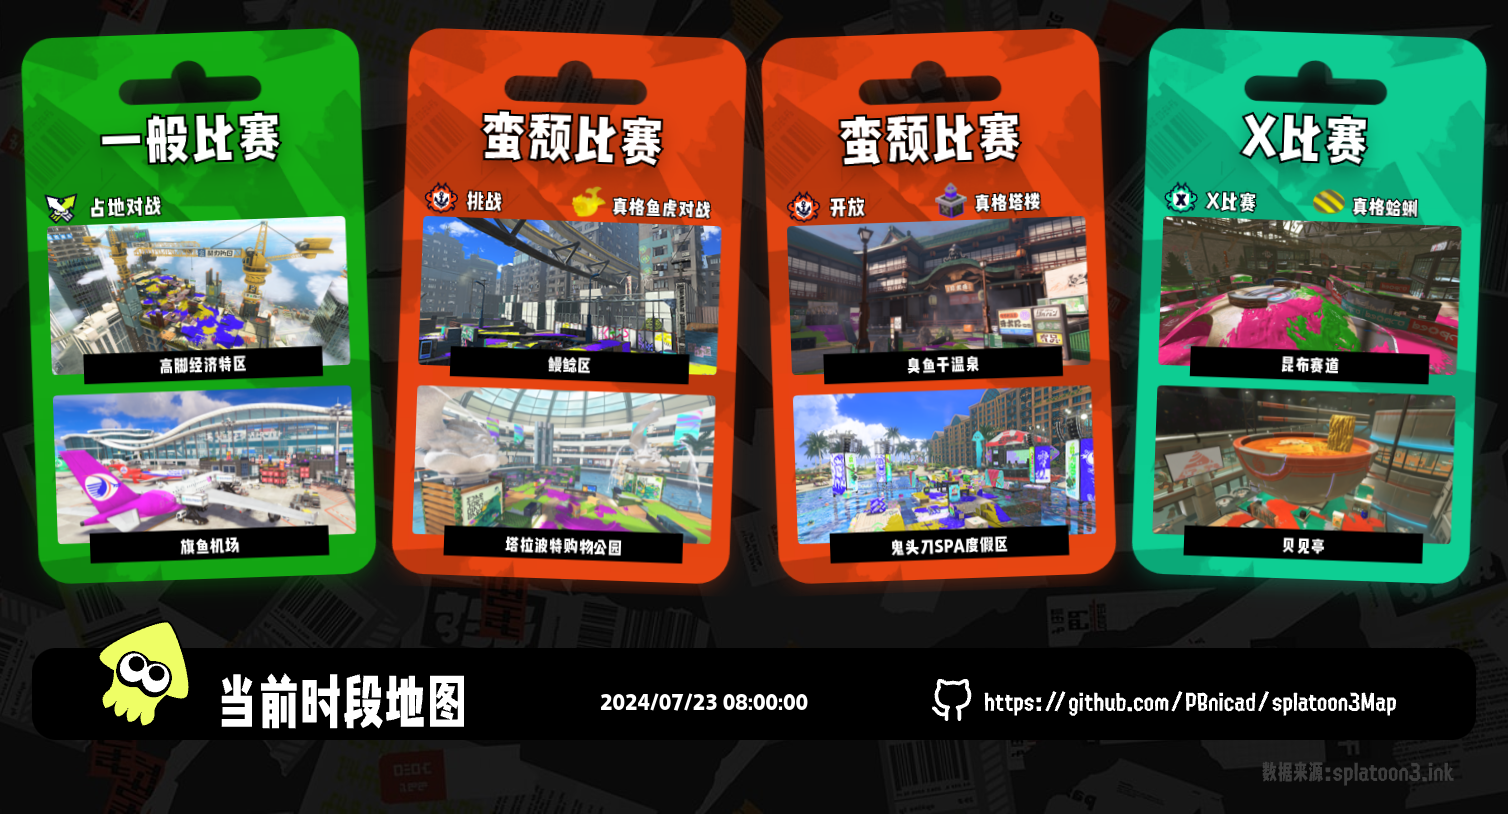 一般比赛
占地对战
高脚经济特区
旗鱼机场
蛮颓比赛
挑战
真格鱼虎对战
鳗鲶区
塔拉波特购物公园
蛮颓比赛
开放
真格塔楼
臭鱼干温泉
鬼头刀SPA度假区
X比赛
X比赛
真格蛤蜊
昆布赛道
贝见亭
当前时段地图
2024/07/23 08:00:00
https://github.com/PBnicad/splatoon3Map
数据来源:splatoon3.ink